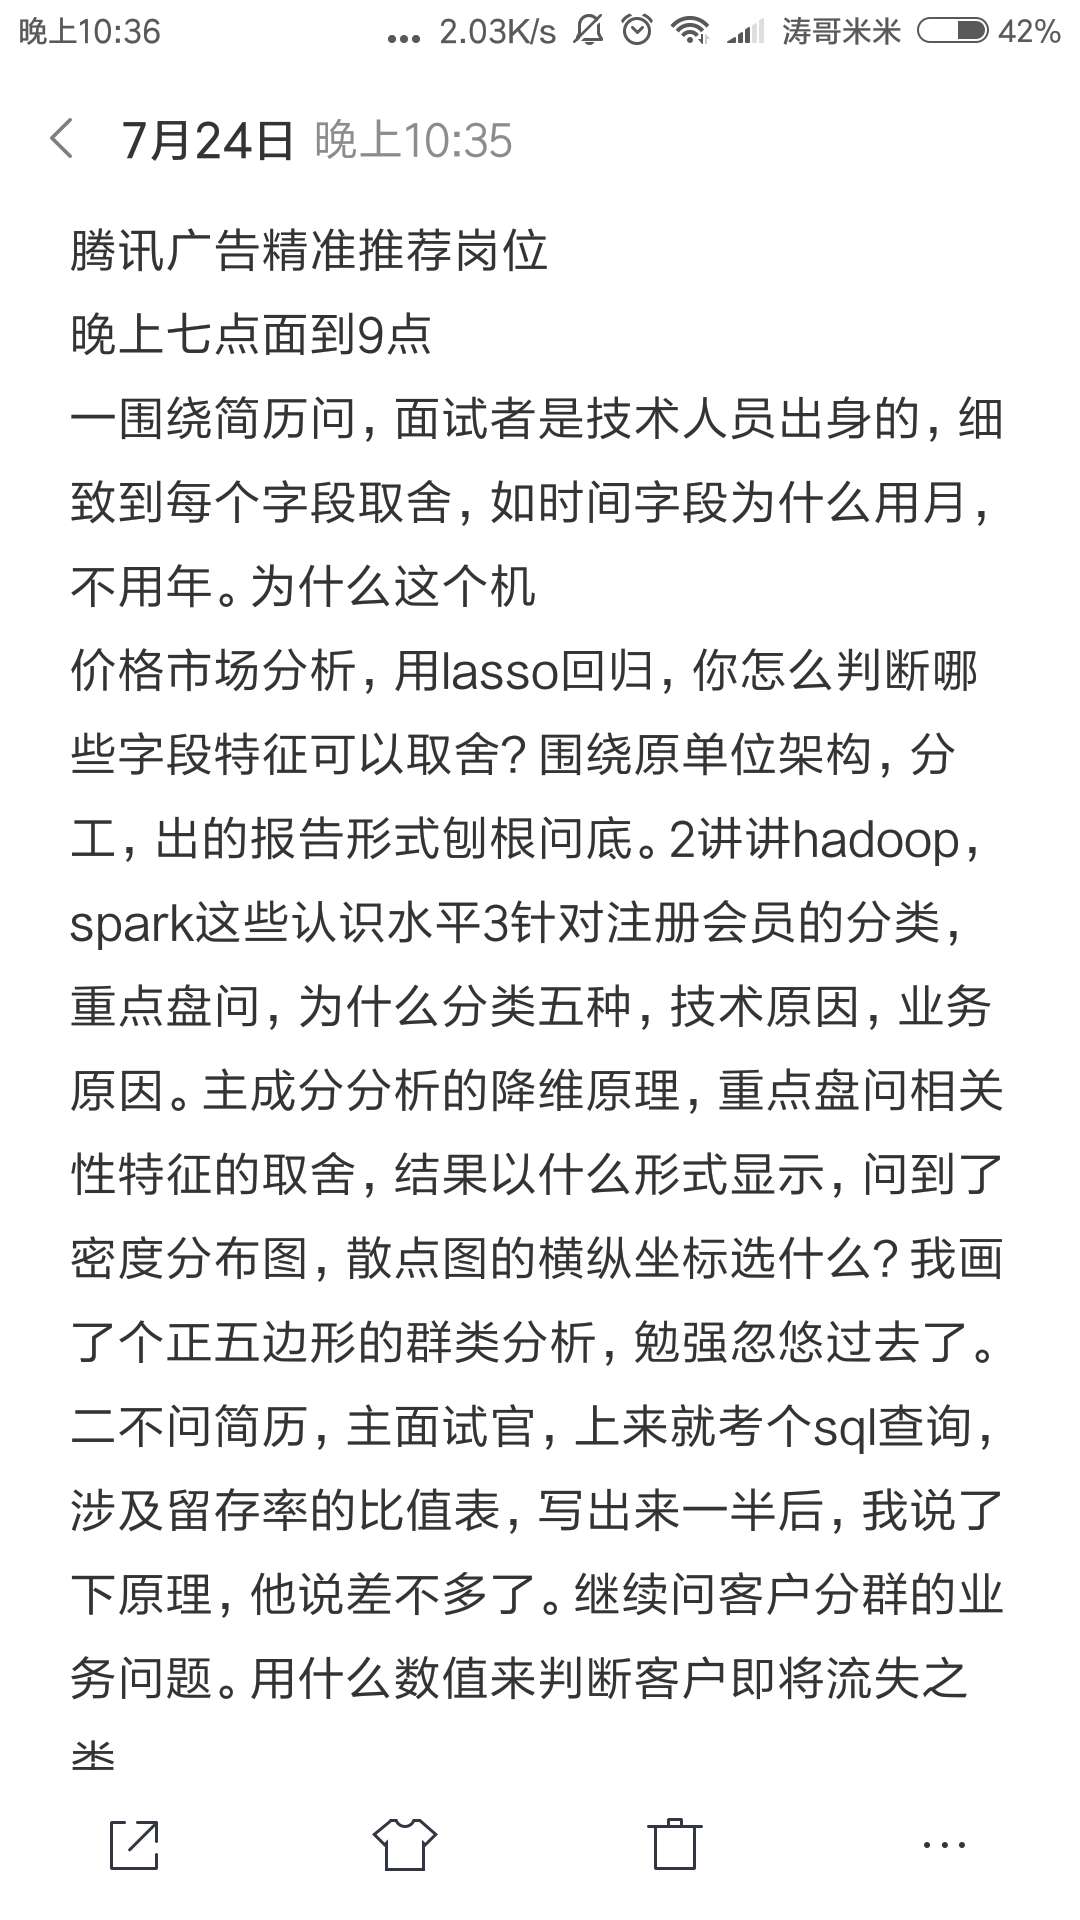 晚上10:36 ... 2.03K/s 涛哥米米 42%
7月24日 晚上10:35
腾讯广告精准推荐岗位
晚上七点面到9点
一围绕简历问，面试者是技术人员出身的，细
致到每个字段取舍，如时间字段为什么用月，
不用年。为什么这个机
价格市场分析，用lasso回归，你怎么判断哪
些字段特征可以取舍？围绕原单位架构，分
工，出的报告形式刨根问底。2讲讲hadoop，
spark这些认识水平3针对注册会员的分类，
重点盘问，为什么分类五种，技术原因，业务
原因。主成分分析的降维原理，重点盘问相关
性特征的取舍，结果以什么形式显示，问到了
密度分布图，散点图的横纵坐标选什么？我画
了个正五边形的群类分析，勉强忽悠过去了。
二不问简历，主面试官，上来就考个sql查询，
涉及留存率的比值表，写出来一半后，我说了
下原理，他说差不多了。继续问客户分群的业
务问题。用什么数值来判断客户即将流失之
类